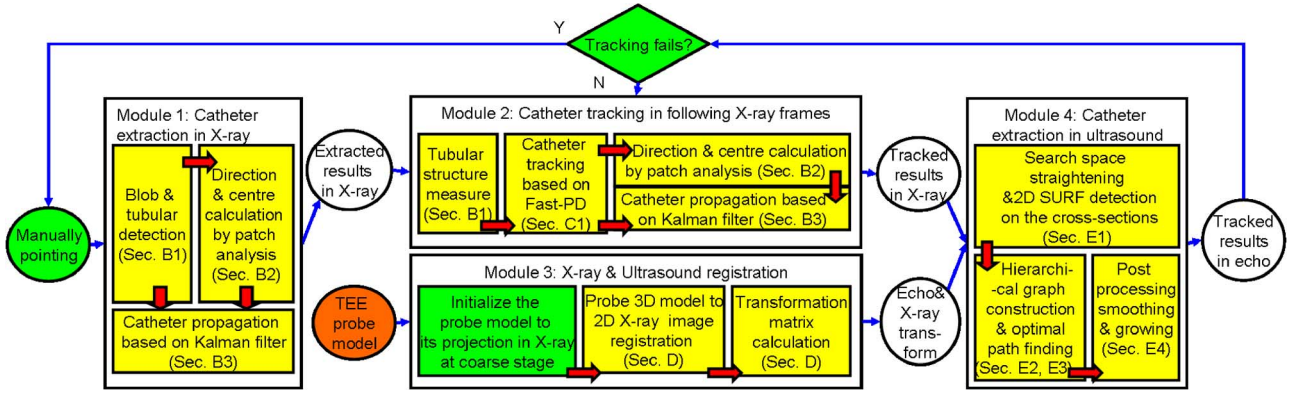 Y
Tracking fails?
N
Manually
pointing
Module 1: Catheter
extraction in X-ray
Blob &
tubular
detection
(Sec. B1)
Direction
& centre
calculation
by patch
analysis
(Sec. B2)
Catheter propagation
based on Kalman filter
(Sec. B3)
Extracted
results
in X-ray
TEE
probe
model
Module 2: Catheter tracking in following X-ray frames
Tubular
structure
measure
(Sec. B1)
Catheter
tracking
based on
Fast-PD
(Sec. C1)
Direction & centre calculation
by patch analysis (Sec. B2)
Catheter propagation based
on Kalman filter (Sec. B3)
Module 3: X-ray & Ultrasound registration
Initialize the
probe model to
its projection in X-ray
at coarse stage
Probe 3D model to
2D X-ray image
registration
(Sec. D)
Transformation
matrix
calculation
(Sec. D)
Tracked
results
in X-ray
Echo&
X-ray
trans-
form
Module 4: Catheter
extraction in ultrasound
Search space
straightening
&2D SURF detection
on the cross-sections
(Sec. E1)
Hierarchi-
-cal graph
construction
& optimal
path finding
(Sec. E2, E3)
Post
processing
smoothing
& growing
(Sec. E4)
Tracked
results
in echo